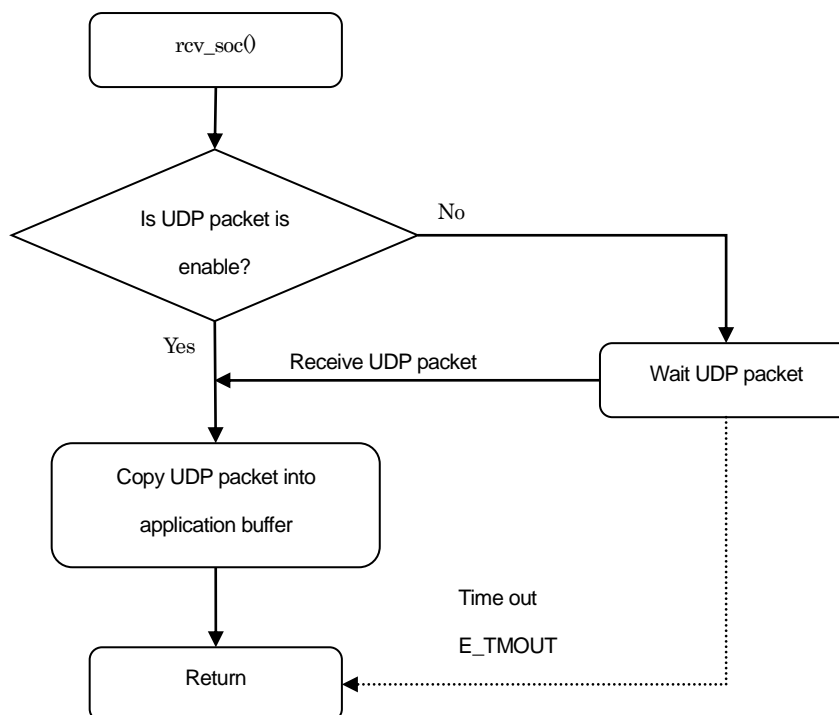 rcv_soc()
Is UDP packet is
enable?
No
Yes
Receive UDP packet
Wait UDP packet
Copy UDP packet into
application buffer
Time out
E_TMOUT
Return